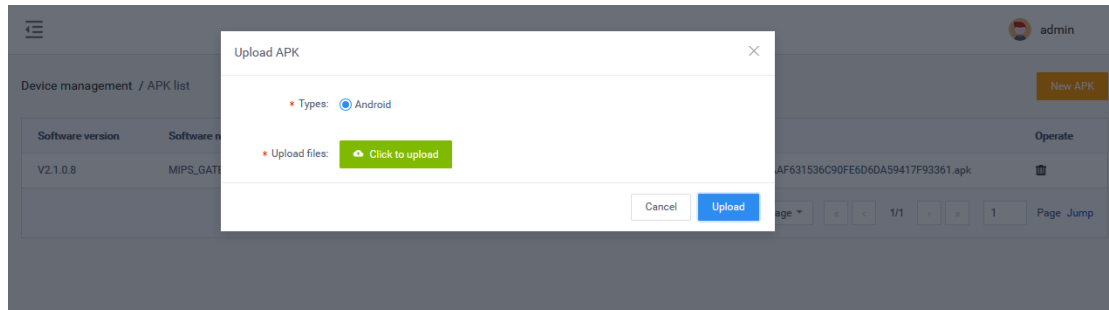 admin
Upload APK
Device management / APK list
New APK
* Types: Android
Software version
Operate
* Upload files: Click to upload
V2.1.0.8
AF631536C90FE6D6DA59417F93361.apk
Cancel
Upload
1/1
1
Page Jump